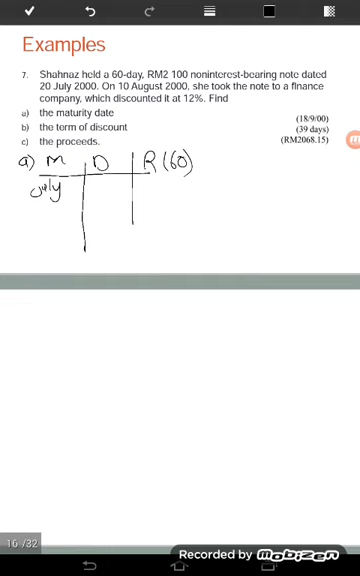 Examples
7. Shahnaz held a 60-day, RM2 100 noninterest-bearing note dated
20 July 2000. On 10 August 2000, she took the note to a finance
company, which discounted it at 12%. Find
a) the maturity date (18/9/00)
b) the term of discount (39 days)
c) the proceeds. (RM2068.15)
a) M D R (60)
July
16 /32
Recorded by Mobizen